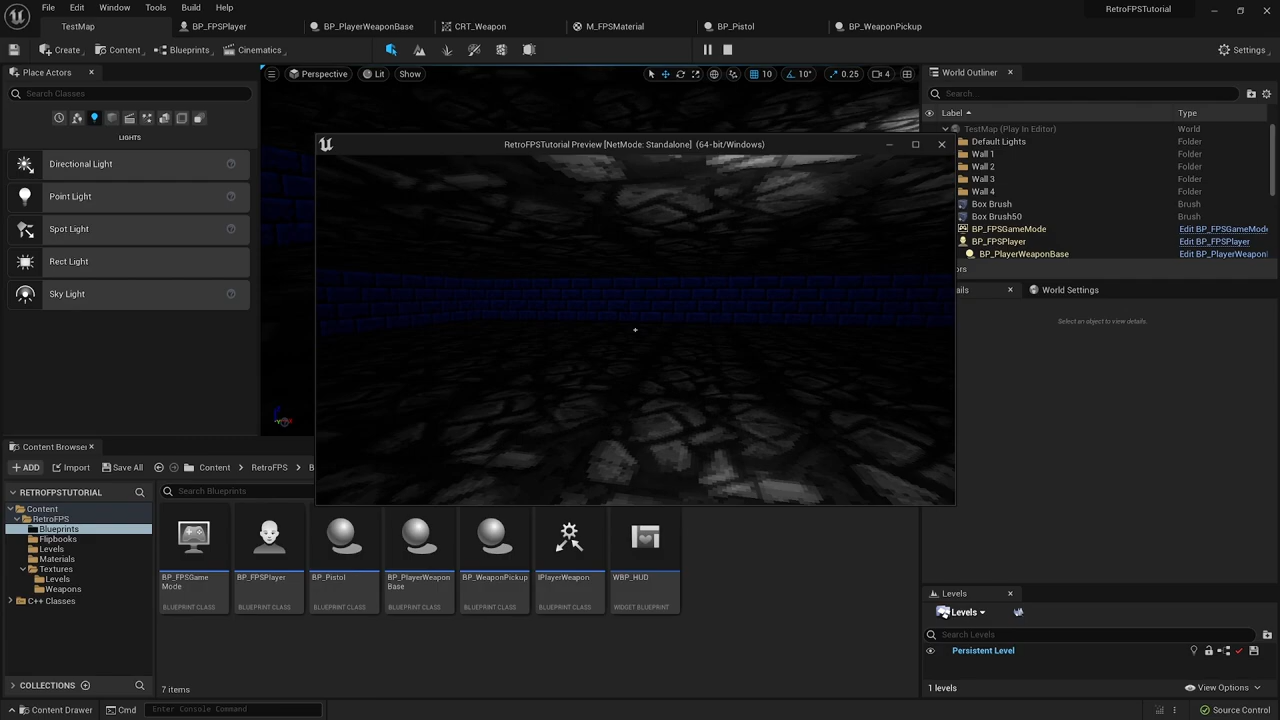 File Edit Window Tools Build Help
RetroFPSTutorial
TestMap BP_FPSPlayer BP_PlayerWeaponBase CRT_Weapon M_FPSMaterial BP_Pistol BP_WeaponPickup
Create Content Blueprints Cinematics Settings
Place Actors
Search Classes
LIGHTS
Directional Light
Point Light
Spot Light
Rect Light
Sky Light
Perspective Lit Show 10 10° 0.25 4
RetroFPSTutorial Preview [NetMode: Standalone] (64-bit/Windows)
World Outliner
Search...
Label Type
TestMap (Play In Editor) World
Default Lights Folder
Wall 1 Folder
Wall 2 Folder
Wall 3 Folder
Wall 4 Folder
Box Brush Brush
Box Brush50 Brush
BP_FPSGameMode Edit BP_FPSGameMode
BP_FPSPlayer Edit BP_FPSPlayer
BP_PlayerWeaponBase Edit BP_PlayerWeapon
ors
ails World Settings
Select an object to view details.
Content Browser
ADD Import Save All Content RetroFPS B
RETROFPSTUTORIAL
Search Blueprints
Content
RetroFPS
Blueprints
Flipbooks
Levels
Materials
Textures
Levels
Weapons
C++ Classes
BP_FPSGame
Mode
BLUEPRINT CLASS
BP_FPSPlayer
BLUEPRINT CLASS
BP_Pistol
BLUEPRINT CLASS
BP_PlayerWeapon
Base
BLUEPRINT CLASS
BP_WeaponPickup
BLUEPRINT CLASS
IPlayerWeapon
BLUEPRINT CLASS
WBP_HUD
WIDGET BLUEPRINT
COLLECTIONS
7 items
Levels
Levels
Search Levels
Persistent Level
1 levels View Options
Content Drawer Cmd Enter Console Command Source Control